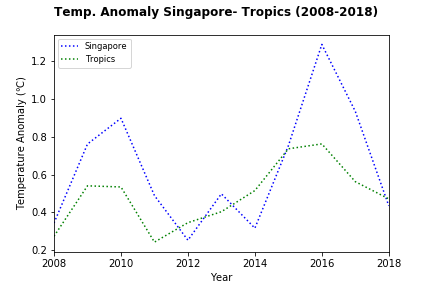 Temp. Anomaly Singapore- Tropics (2008-2018)
Singapore
Tropics
Temperature Anomaly (℃)
1.2
1.0
0.8
0.6
0.4
0.2
2008 2010 2012 2014 2016 2018
Year